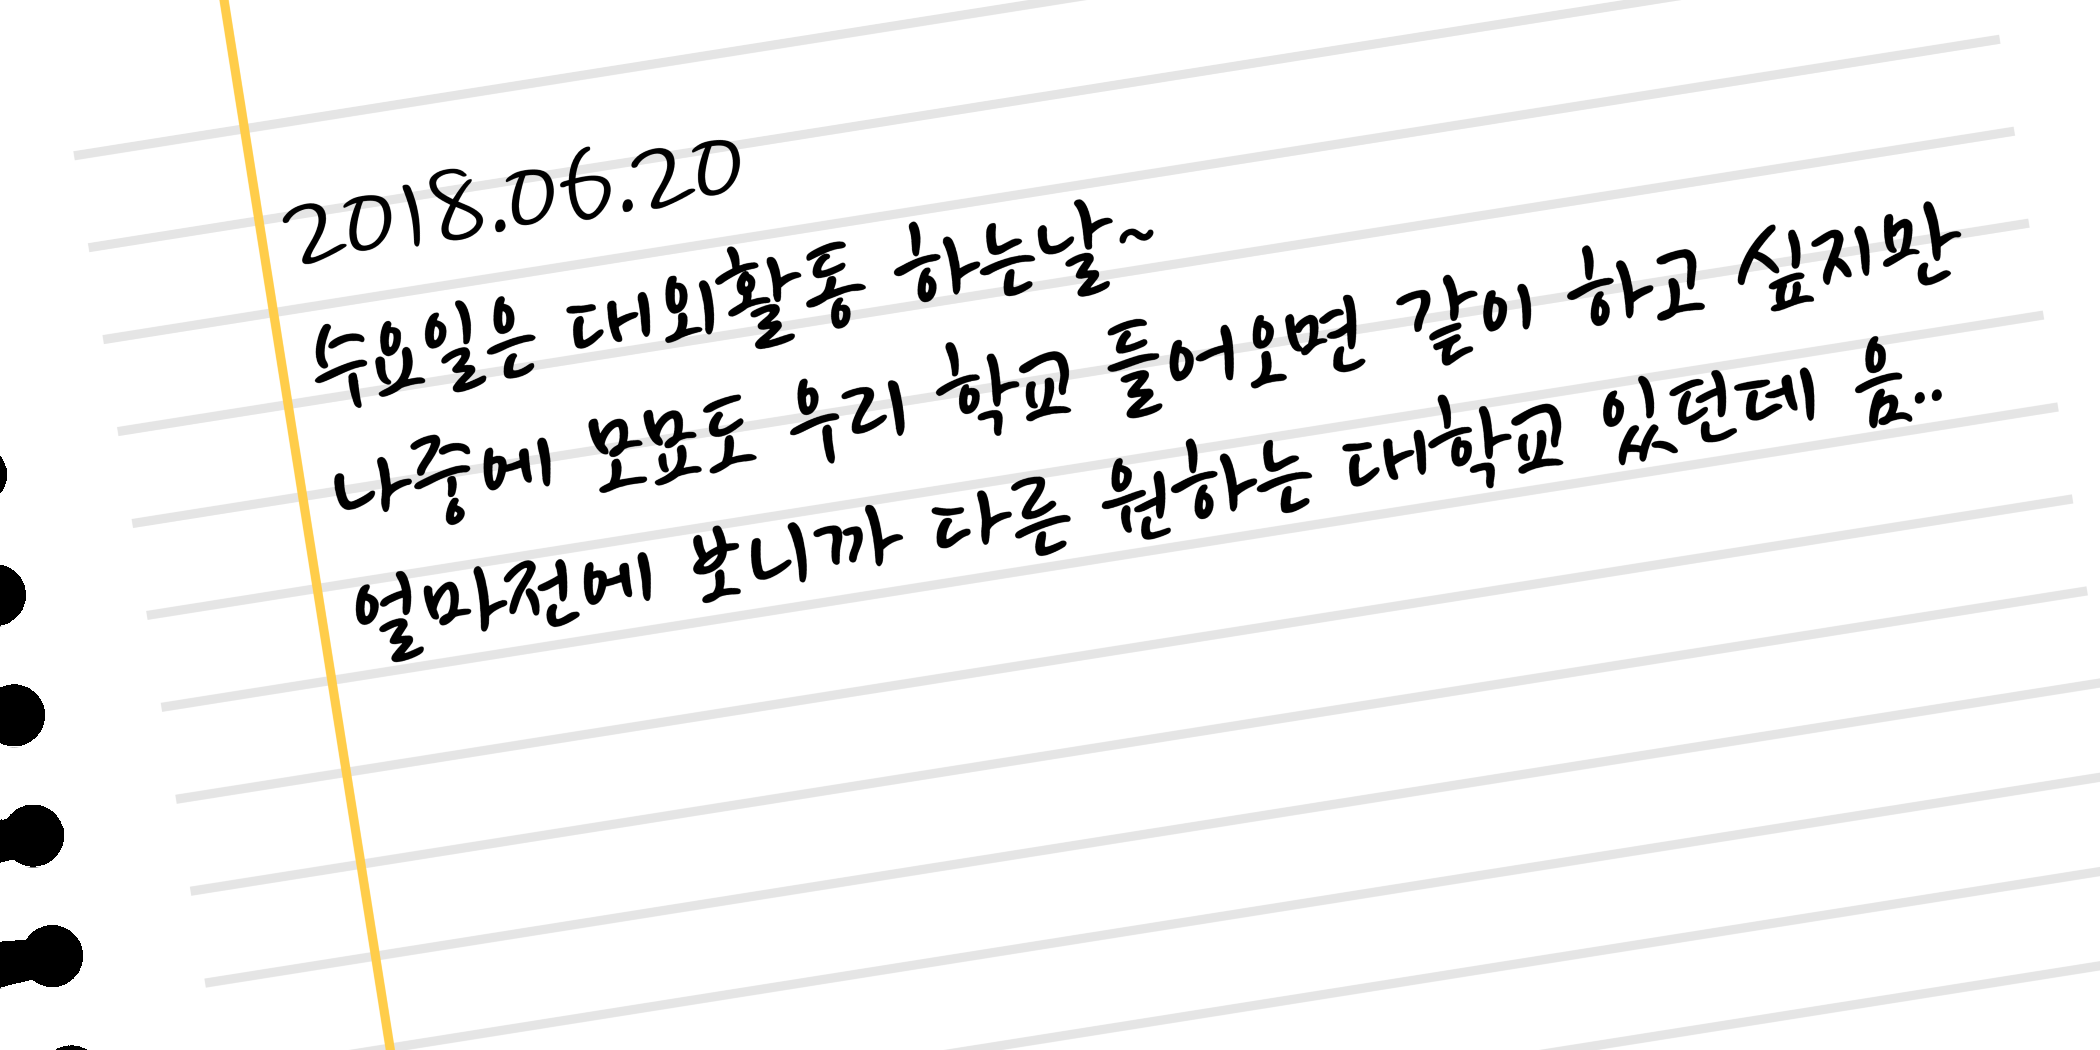 2018.06.20
수요일은 대외활동 하는날~
나중에 모묘도 우리 학교 들어오면 같이 하고 싶지만
얼마전에 보니까 다른 원하는 대학교 있던데 음..